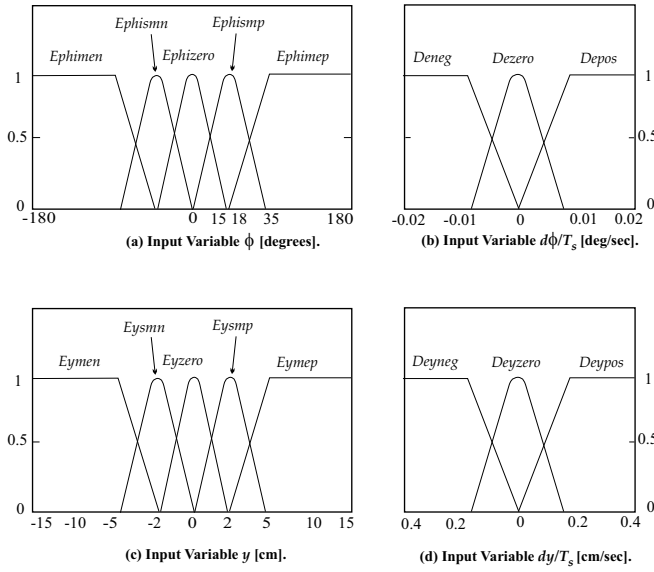 Ephismn Ephismp
Ephimen Ephizero Ephimep
1
0.5
0
-180 0 15 18 35 180
(a) Input Variable ϕ [degrees].
Deneg Dezero Depos
1
0.5
0
-0.02 -0.01 0 0.01 0.02
(b) Input Variable dϕ/Ts [deg/sec].
Eysmn Eysmp
Eymen Eyzero Eymep
1
0.5
0
-15 -10 -5 -2 0 2 5 10 15
(c) Input Variable y [cm].
Deyneg Deyzero Deypos
1
0.5
0
0.4 0.2 0 0.2 0.4
(d) Input Variable dy/Ts [cm/sec].